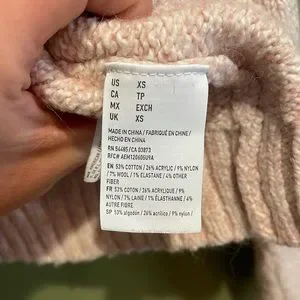 US XS
CA TP
MX EXCH
UK XS
MADE IN CHINA / FABRIQUÉ EN CHINE /
HECHO EN CHINA
RN 54485/CA 03873
RFC# AEM12060SU9A
EN 53% COTTON / 26% ACRYLIC / 9% NYLON
/ 7% WOOL / 1% ELASTANE / 4% OTHER
FIBER
FR 53% COTON / 26% ACRYLIQUE / 9%
NYLON / 7% LAINE / 1% ÉLASTHANNE / 4%
AUTRE FIBRE
SP 53% algodón / 26% acrílico / 9% nylon /